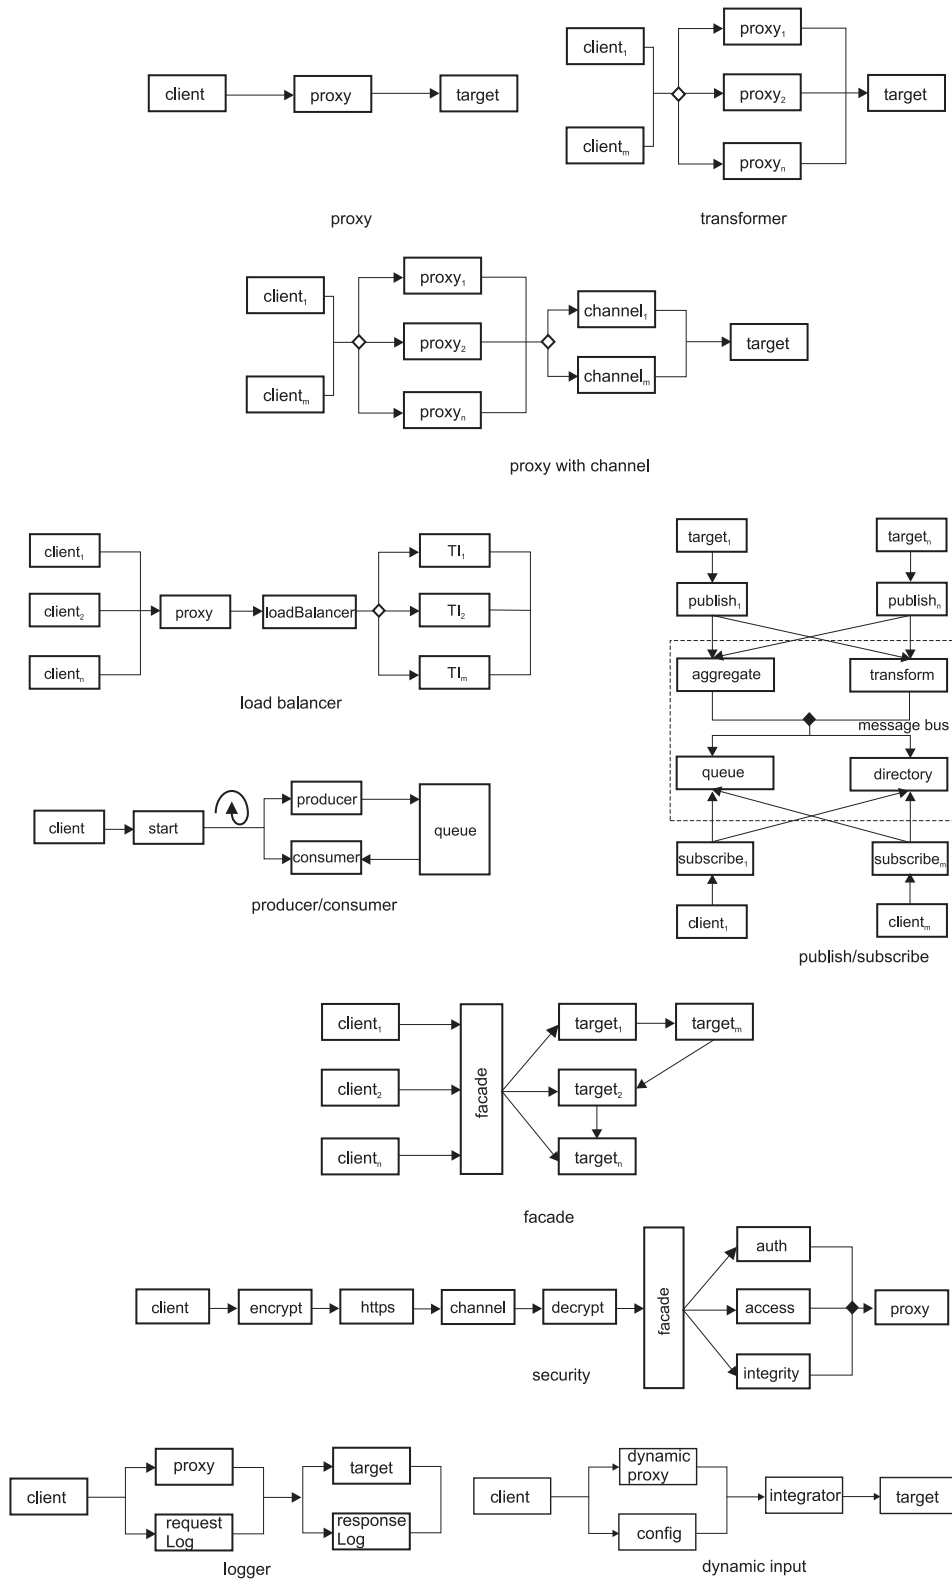 client proxy target
proxy
client₁ proxy₁
proxy₂ target
clientₘ proxyₙ
transformer
client₁ proxy₁ channel₁
proxy₂ target
clientₘ proxyₙ channelₘ
proxy with channel
client₁ TI₁
client₂ proxy loadBalancer TI₂
clientₙ TIₘ
load balancer
target₁ targetₙ
publish₁ publishₙ
aggregate transform
message bus
queue directory
subscribe₁ subscribeₘ
client₁ clientₘ
publish/subscribe
client start producer queue
consumer
producer/consumer
client₁ target₁ targetₘ
client₂ facade target₂
clientₙ targetₙ
facade
client encrypt https channel decrypt facade auth
access proxy
integrity
security
client proxy target
request
Log
response
Log
logger
client dynamic
proxy
config integrator target
dynamic input